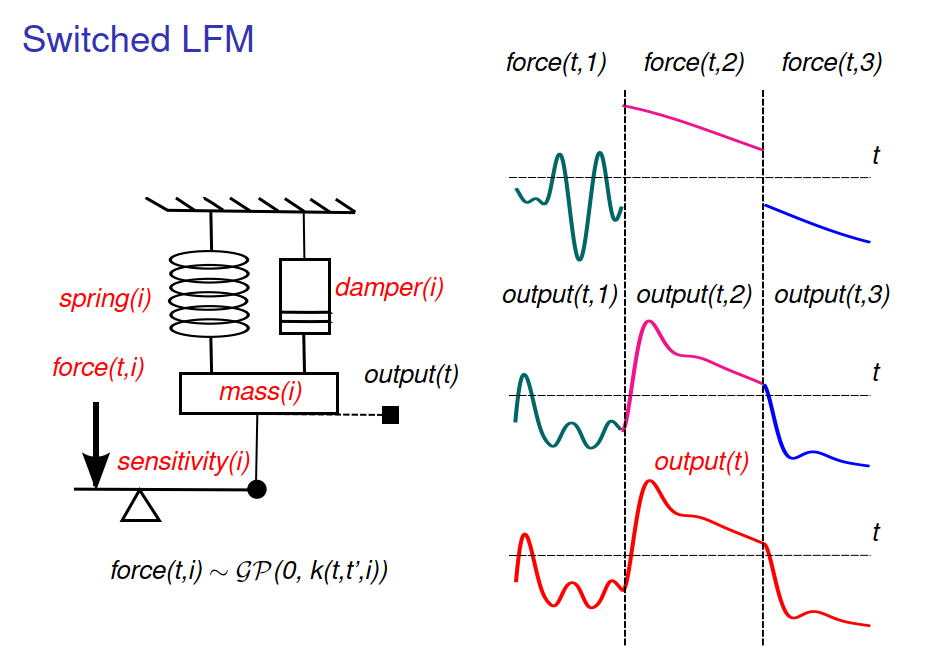 Switched LFM
force(t,1) force(t,2) force(t,3)
t
spring(i) damper(i)
output(t,1) output(t,2) output(t,3)
force(t,i)
mass(i)
output(t)
t
sensitivity(i)
output(t)
t
force(t,i) ~ 𝒢𝒫(0, k(t,t’,i))